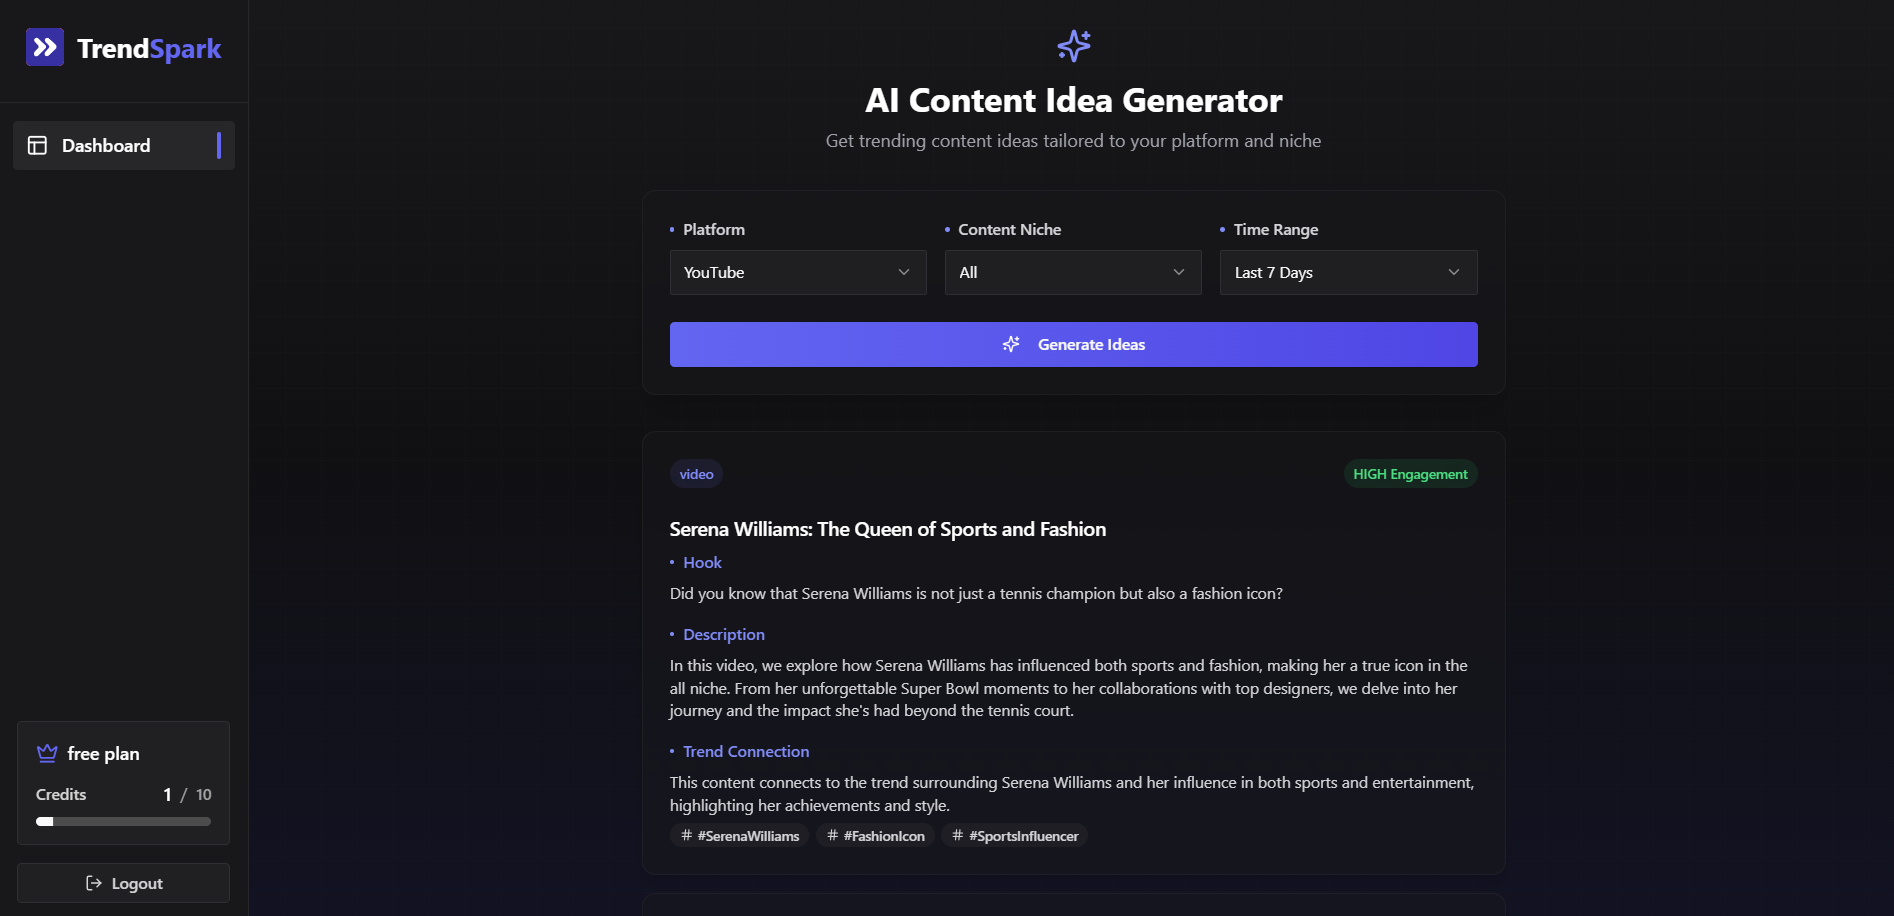 TrendSpark
Dashboard
free plan
Credits 1 / 10
Logout
AI Content Idea Generator
Get trending content ideas tailored to your platform and niche
• Platform
YouTube
• Content Niche
All
• Time Range
Last 7 Days
Generate Ideas
video
HIGH Engagement
Serena Williams: The Queen of Sports and Fashion
• Hook
Did you know that Serena Williams is not just a tennis champion but also a fashion icon?
• Description
In this video, we explore how Serena Williams has influenced both sports and fashion, making her a true icon in the
all niche. From her unforgettable Super Bowl moments to her collaborations with top designers, we delve into her
journey and the impact she's had beyond the tennis court.
• Trend Connection
This content connects to the trend surrounding Serena Williams and her influence in both sports and entertainment,
highlighting her achievements and style.
# #SerenaWilliams # #FashionIcon # #SportsInfluencer